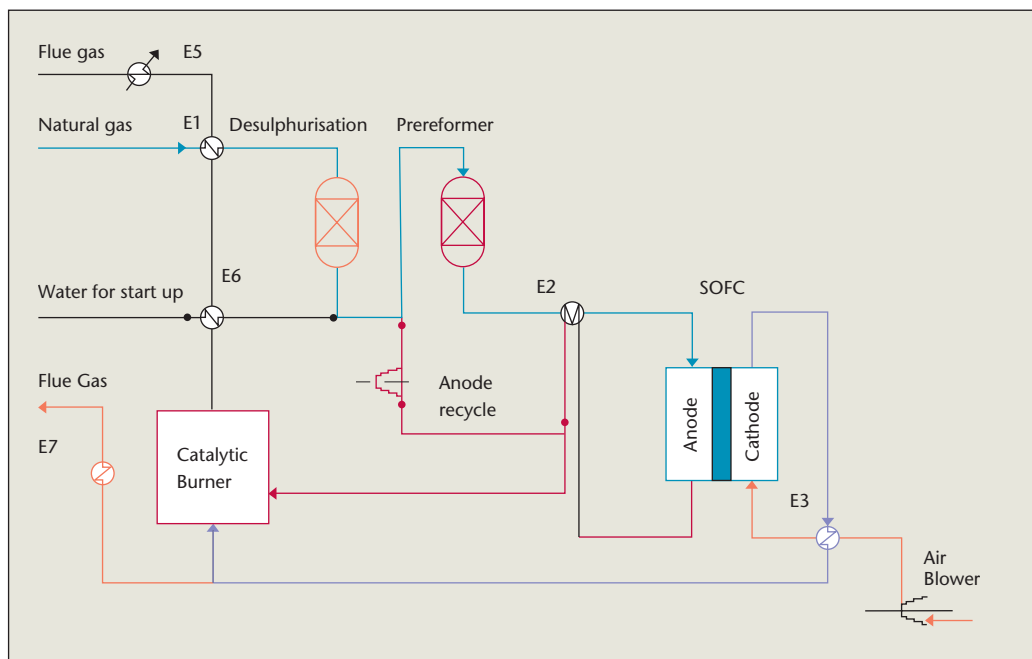 Flue gas
E5
Natural gas
E1
Desulphurisation
Prereformer
E6
Water for start up
E2
SOFC
Flue Gas
E7
Catalytic
Burner
Anode
recycle
Anode
Cathode
E3
Air
Blower